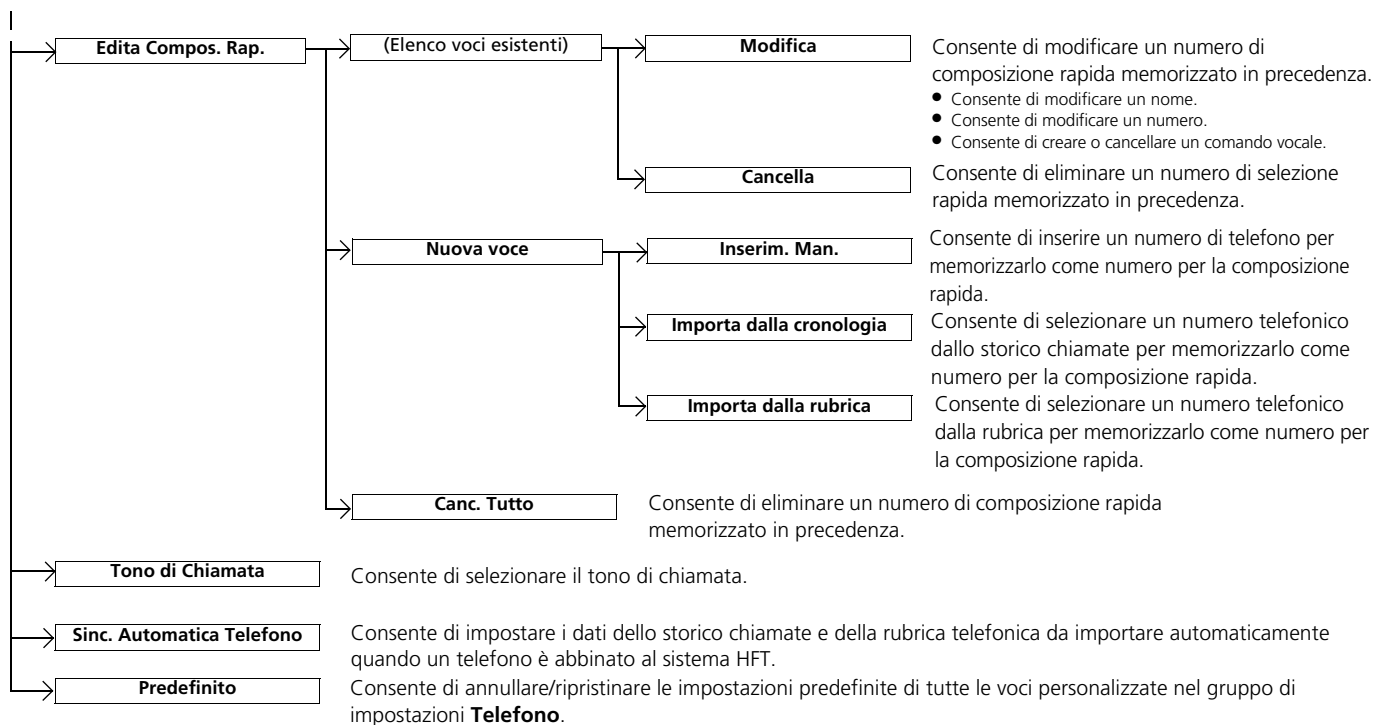 Edita Compos. Rap.
(Elenco voci esistenti)
Modifica
Consente di modificare un numero di
composizione rapida memorizzato in precedenza.
● Consente di modificare un nome.
● Consente di modificare un numero.
● Consente di creare o cancellare un comando vocale.
Cancella
Consente di eliminare un numero di selezione
rapida memorizzato in precedenza.
Nuova voce
Inserim. Man.
Consente di inserire un numero di telefono per
memorizzarlo come numero per la composizione
rapida.
Importa dalla cronologia
Consente di selezionare un numero telefonico
dallo storico chiamate per memorizzarlo come
numero per la composizione rapida.
Importa dalla rubrica
Consente di selezionare un numero telefonico
dalla rubrica per memorizzarlo come numero per
la composizione rapida.
Canc. Tutto
Consente di eliminare un numero di composizione rapida
memorizzato in precedenza.
Tono di Chiamata
Consente di selezionare il tono di chiamata.
Sinc. Automatica Telefono
Consente di impostare i dati dello storico chiamate e della rubrica telefonica da importare automaticamente
quando un telefono è abbinato al sistema HFT.
Predefinito
Consente di annullare/ripristinare le impostazioni predefinite di tutte le voci personalizzate nel gruppo di
impostazioni Telefono.